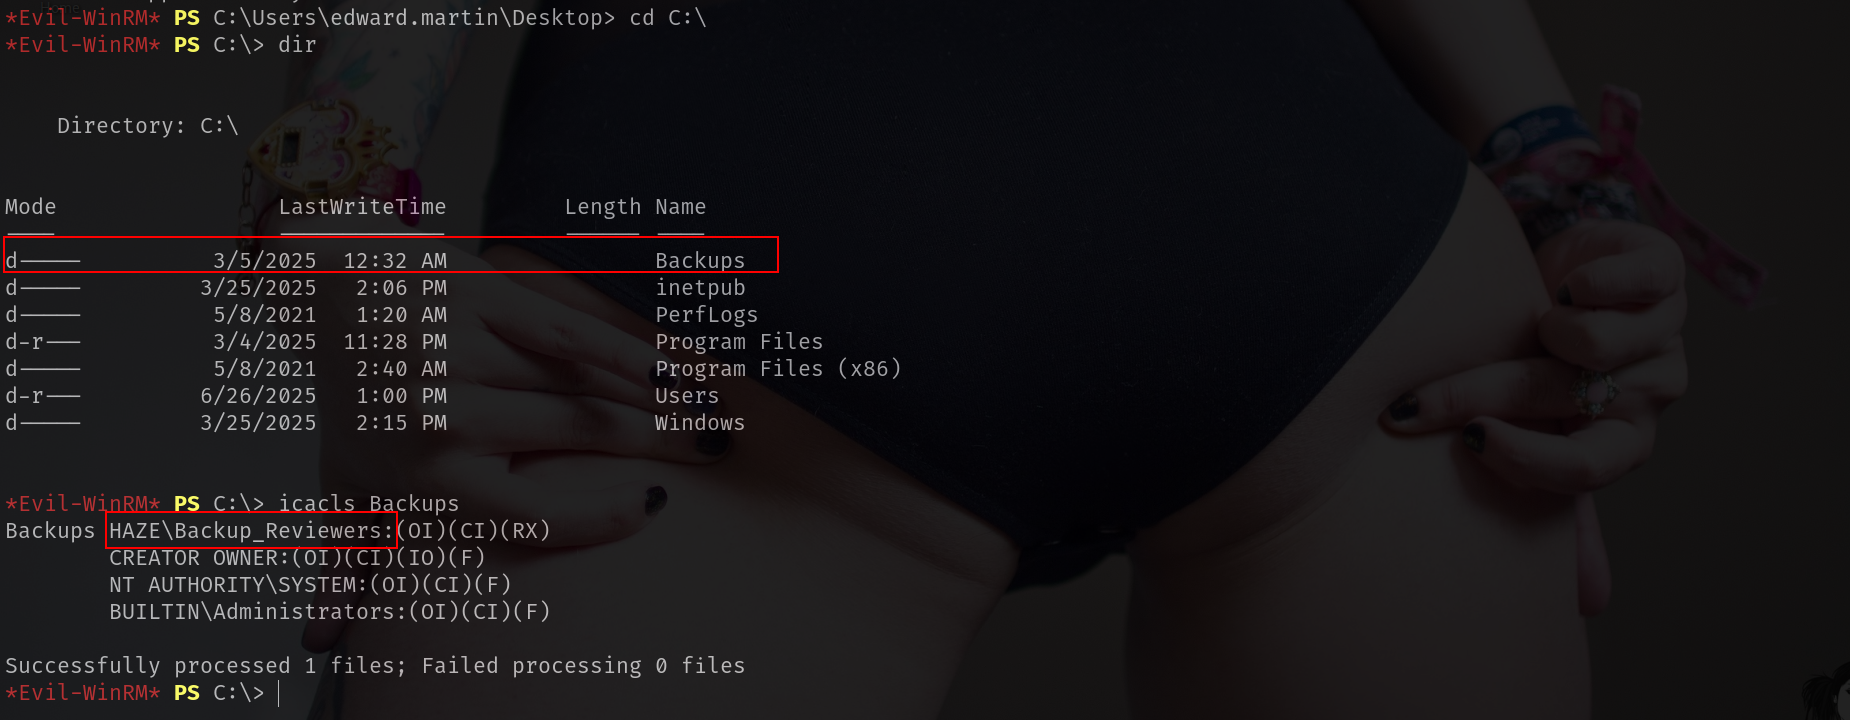 *Evil-WinRM* PS C:\Users\edward.martin\Desktop> cd C:\
*Evil-WinRM* PS C:\> dir
Directory: C:\
Mode LastWriteTime Length Name
d----- 3/5/2025 12:32 AM Backups
d----- 3/25/2025 2:06 PM inetpub
d----- 5/8/2021 1:20 AM PerfLogs
d-r--- 3/4/2025 11:28 PM Program Files
d----- 5/8/2021 2:40 AM Program Files (x86)
d-r--- 6/26/2025 1:00 PM Users
d----- 3/25/2025 2:15 PM Windows
*Evil-WinRM* PS C:\> icacls Backups
Backups HAZE\Backup_Reviewers:(OI)(CI)(RX)
CREATOR OWNER:(OI)(CI)(IO)(F)
NT AUTHORITY\SYSTEM:(OI)(CI)(F)
BUILTIN\Administrators:(OI)(CI)(F)
Successfully processed 1 files; Failed processing 0 files
*Evil-WinRM* PS C:\>